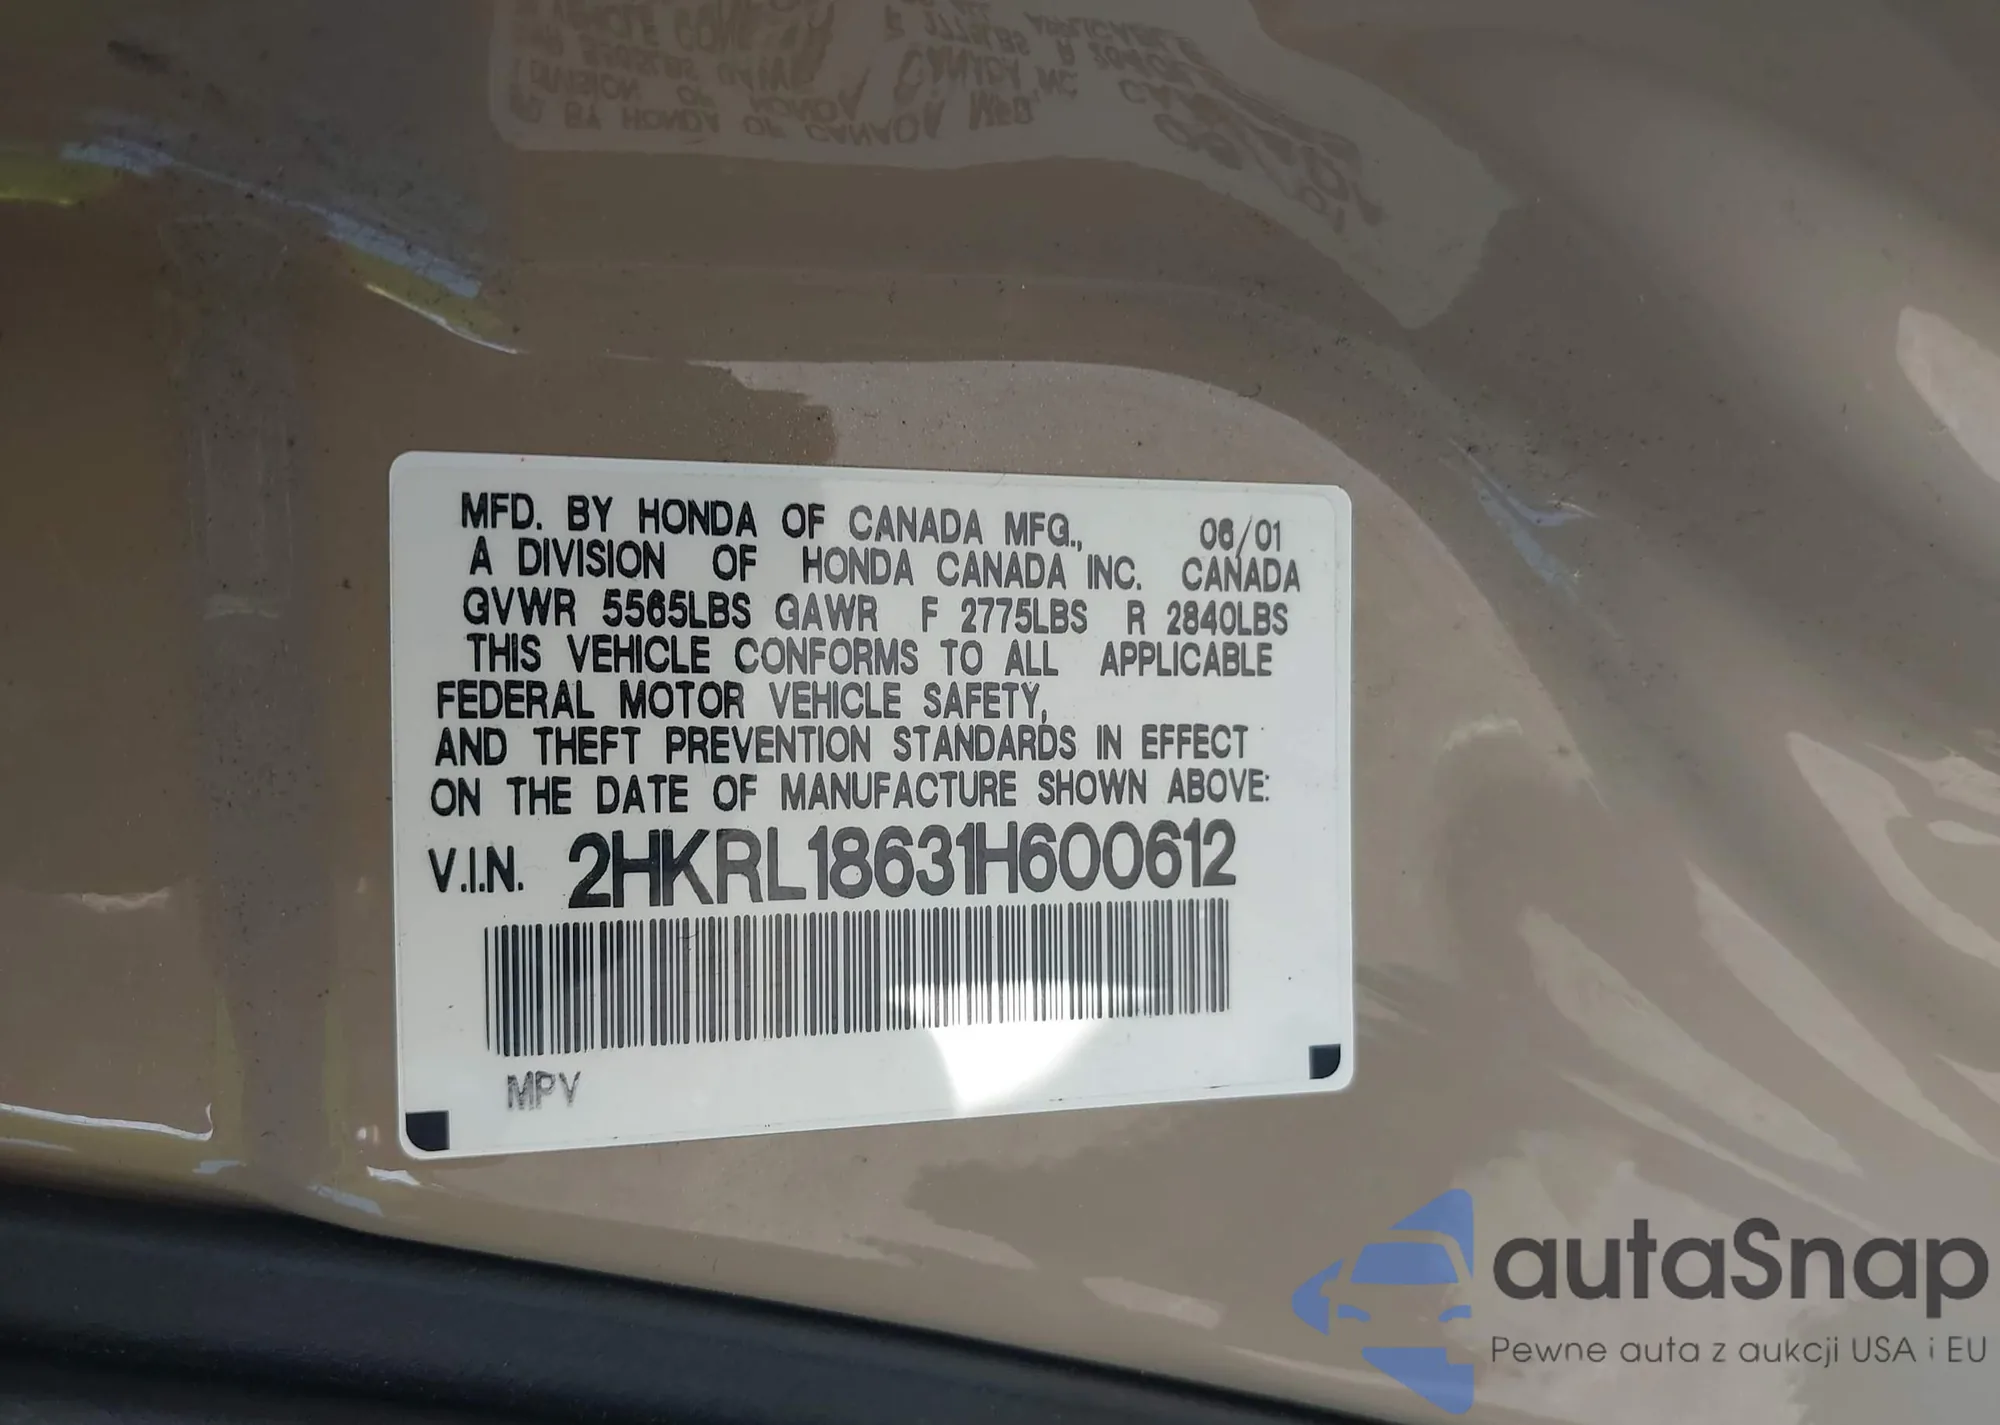 MFD. BY HONDA OF CANADA MFG., 06/01
A DIVISION OF HONDA CANADA INC. CANADA
GVWR 5565LBS GAWR F 2775LBS R 2840LBS
THIS VEHICLE CONFORMS TO ALL APPLICABLE
FEDERAL MOTOR VEHICLE SAFETY,
AND THEFT PREVENTION STANDARDS IN EFFECT
ON THE DATE OF MANUFACTURE SHOWN ABOVE:
V.I.N. 2HKRL18631H600612
MPV
autaSnap
Pewne auta z aukcji USA i EU